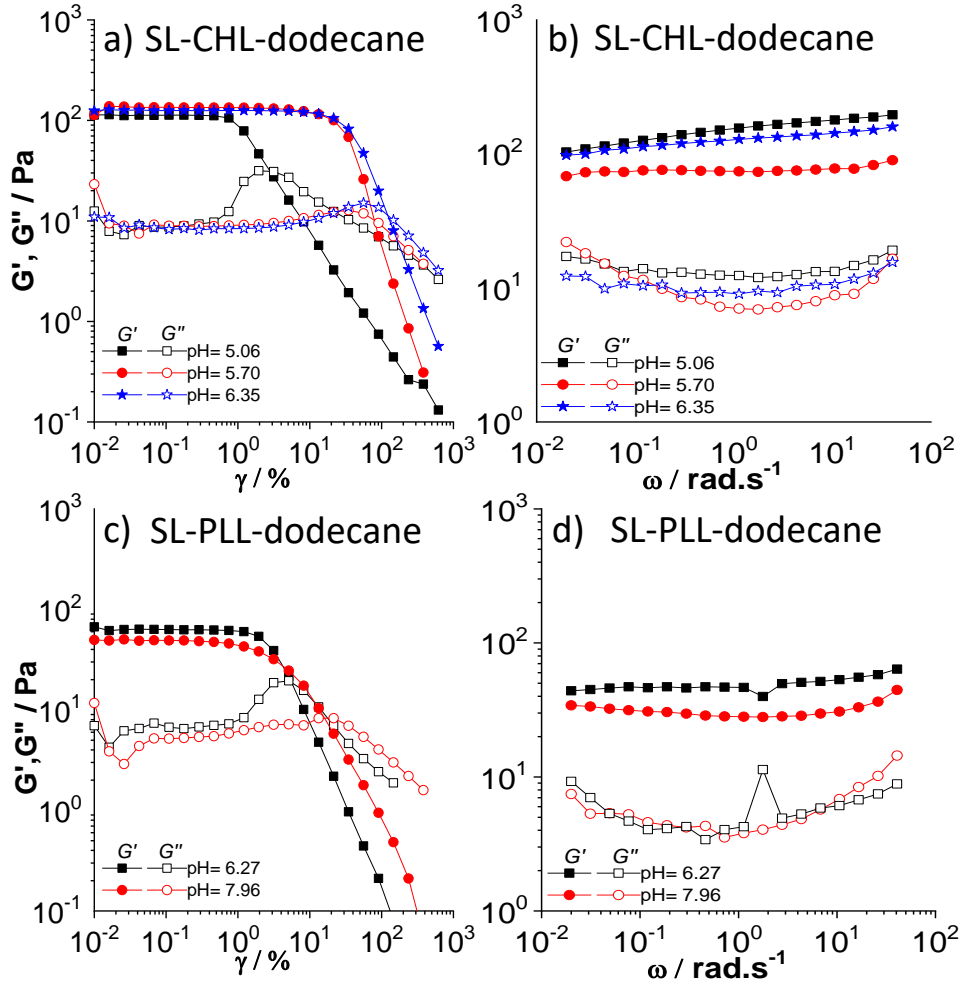 a) SL-CHL-dodecane
10³
10²
10¹
10⁰
10⁻¹
G', G'' / Pa
G' G''
pH= 5.06
pH= 5.70
pH= 6.35
10⁻² 10⁻¹ 10⁰ 10¹ 10² 10³
γ / %
b) SL-CHL-dodecane
10³
10²
10¹
10⁰
G' G''
pH= 5.06
pH= 5.70
pH= 6.35
10⁻² 10⁻¹ 10⁰ 10¹ 10²
ω / rad.s⁻¹
c) SL-PLL-dodecane
10³
10²
10¹
10⁰
10⁻¹
G',G'' / Pa
G' G''
pH= 6.27
pH= 7.96
10⁻² 10⁻¹ 10⁰ 10¹ 10² 10³
γ / %
d) SL-PLL-dodecane
10³
10²
10¹
10⁰
G' G''
pH= 6.27
pH= 7.96
10⁻² 10⁻¹ 10⁰ 10¹ 10²
ω / rad.s⁻¹